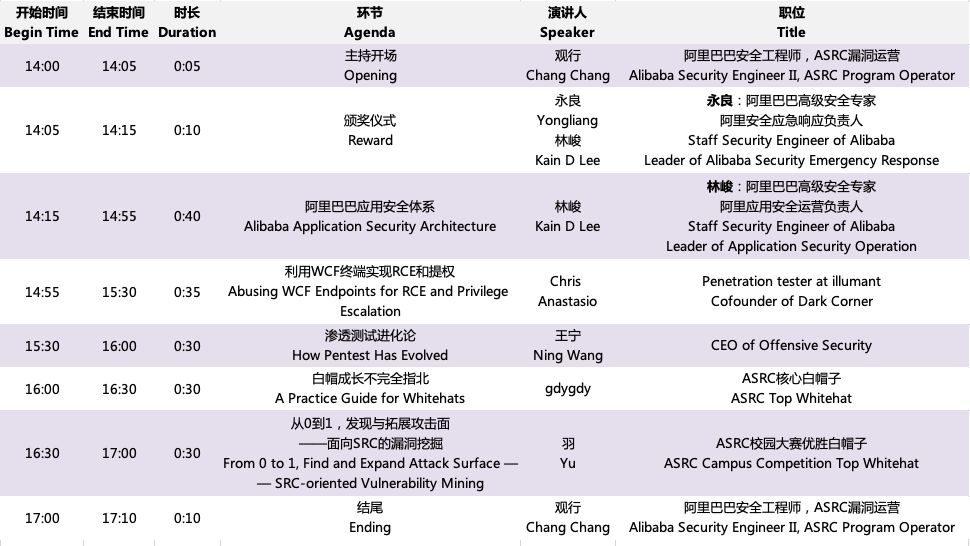 开始时间 结束时间 时长 环节 演讲人 职位
Begin Time End Time Duration Agenda Speaker Title
14:00 14:05 0:05
主持开场
Opening
观行
Chang Chang
阿里巴巴安全工程师，ASRC漏洞运营
Alibaba Security Engineer II, ASRC Program Operator
14:05 14:15 0:10
颁奖仪式
Reward
永良
Yongliang
林峻
Kain D Lee
永良：阿里巴巴高级安全专家
阿里安全应急响应负责人
Staff Security Engineer of Alibaba
Leader of Alibaba Security Emergency Response
14:15 14:55 0:40
阿里巴巴应用安全体系
Alibaba Application Security Architecture
林峻
Kain D Lee
林峻：阿里巴巴高级安全专家
阿里应用安全运营负责人
Staff Security Engineer of Alibaba
Leader of Application Security Operation
14:55 15:30 0:35
利用WCF终端实现RCE和提权
Abusing WCF Endpoints for RCE and Privilege
Escalation
Chris
Anastasio
Penetration tester at illumant
Cofounder of Dark Corner
15:30 16:00 0:30
渗透测试进化论
How Pentest Has Evolved
王宁
Ning Wang
CEO of Offensive Security
16:00 16:30 0:30
白帽成长不完全指北
A Practice Guide for Whitehats
gdygdy
ASRC核心白帽子
ASRC Top Whitehat
16:30 17:00 0:30
从0到1，发现与拓展攻击面
——面向SRC的漏洞挖掘
From 0 to 1, Find and Expand Attack Surface —
— SRC-oriented Vulnerability Mining
羽
Yu
ASRC校园大赛优胜白帽子
ASRC Campus Competition Top Whitehat
17:00 17:10 0:10
结尾
Ending
观行
Chang Chang
阿里巴巴安全工程师，ASRC漏洞运营
Alibaba Security Engineer II, ASRC Program Operator